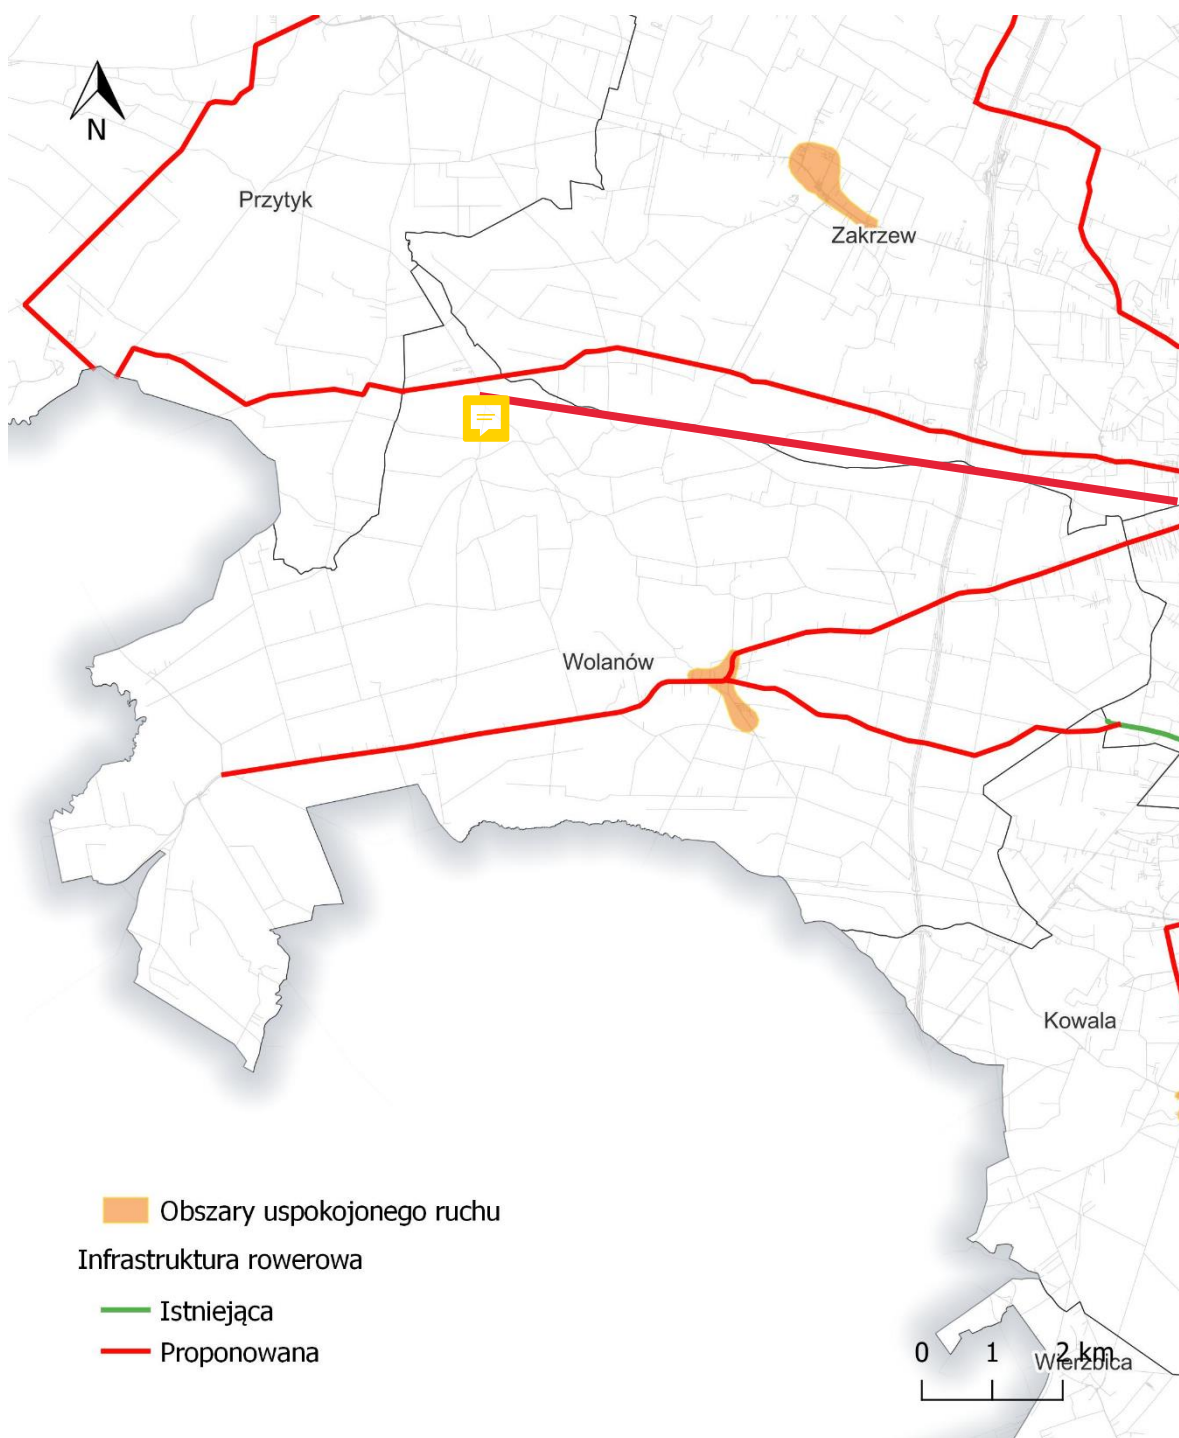 N
Przytyk
Zakrzew
Wolanów
Kowala
Obszary uspokojonego ruchu
Infrastruktura rowerowa
Istniejąca
Proponowana
0 1 2 km
Wierzbica